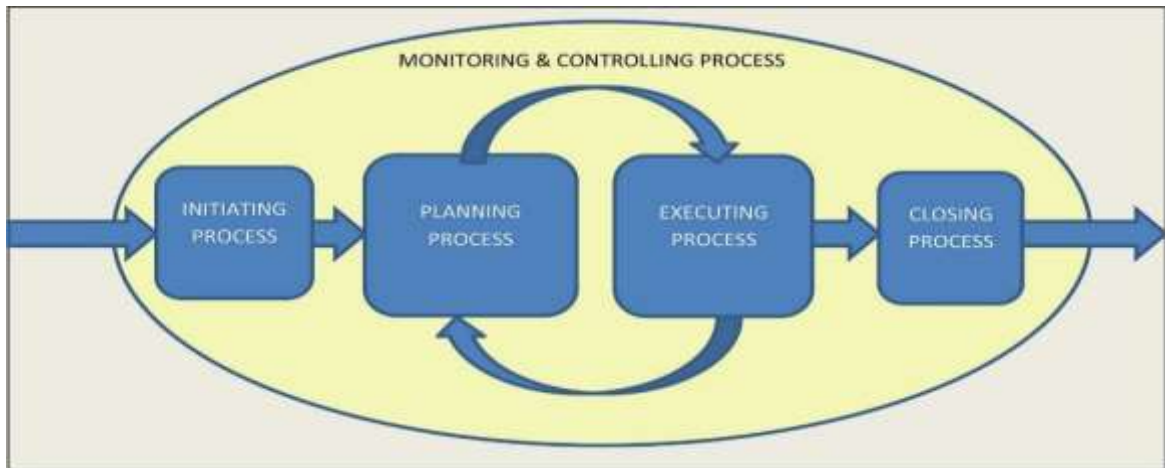 MONITORING & CONTROLLING PROCESS
INITIATING
PROCESS
PLANNING
PROCESS
EXECUTING
PROCESS
CLOSING
PROCESS